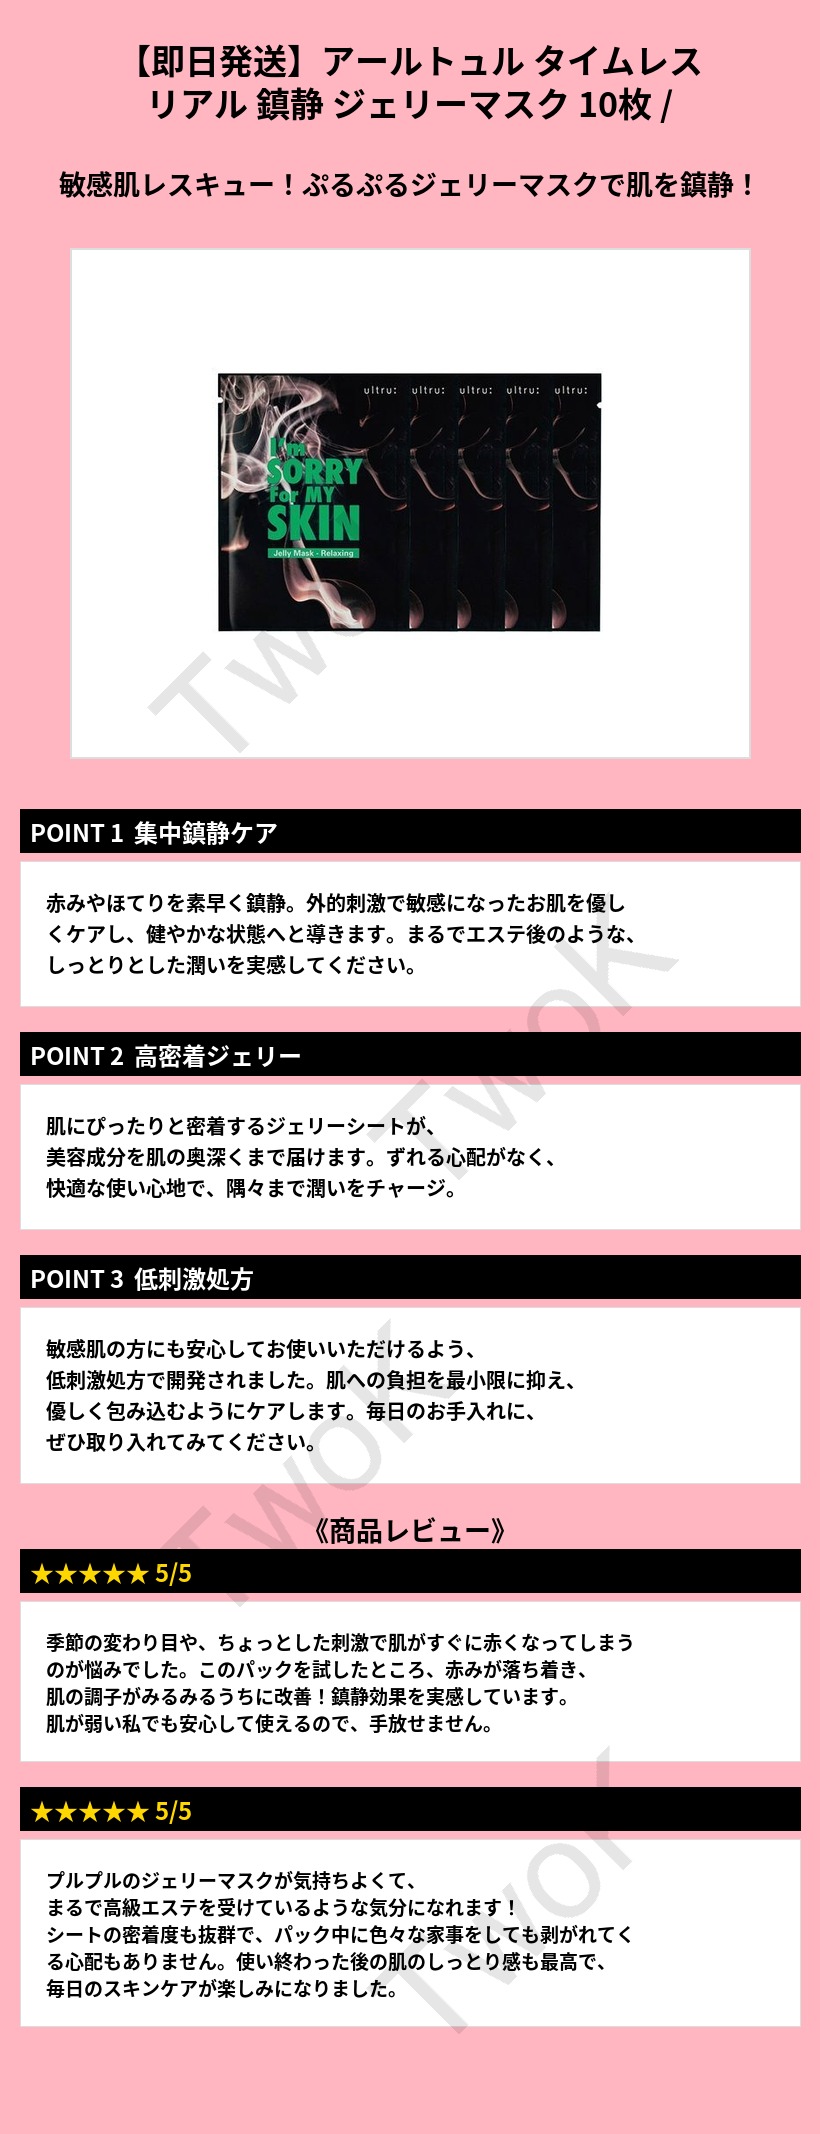 【即日発送】アールトュル タイムレス
リアル 鎮静 ジェリーマスク 10枚 /
敏感肌レスキュー！ぷるぷるジェリーマスクで肌を鎮静！
ultru: ultru: ultru: ultru: ultru:
I'm
SORRY
For MY
SKIN
Jelly Mask - Relaxing
TwoK
POINT 1 集中鎮静ケア
赤みやほてりを素早く鎮静。外的刺激で敏感になったお肌を優し
くケアし、健やかな状態へと導きます。まるでエステ後のような、
しっとりとした潤いを実感してください。
TwoK
POINT 2 高密着ジェリー
肌にぴったりと密着するジェリーシートが、
美容成分を肌の奥深くまで届けます。ずれる心配がなく、
快適な使い心地で、隅々まで潤いをチャージ。
POINT 3 低刺激処方
敏感肌の方にも安心してお使いいただけるよう、
低刺激処方で開発されました。肌への負担を最小限に抑え、
優しく包み込むようにケアします。毎日のお手入れに、
ぜひ取り入れてみてください。
TwoK
《商品レビュー》
★★★★★ 5/5
季節の変わり目や、ちょっとした刺激で肌がすぐに赤くなってしまう
のが悩みでした。このパックを試したところ、赤みが落ち着き、
肌の調子がみるみるうちに改善！鎮静効果を実感しています。
肌が弱い私でも安心して使えるので、手放せません。
★★★★★ 5/5
プルプルのジェリーマスクが気持ちよくて、
まるで高級エステを受けているような気分になれます！
シートの密着度も抜群で、パック中に色々な家事をしても剥がれてく
る心配もありません。使い終わった後の肌のしっとり感も最高で、
毎日のスキンケアが楽しみになりました。
TwoK